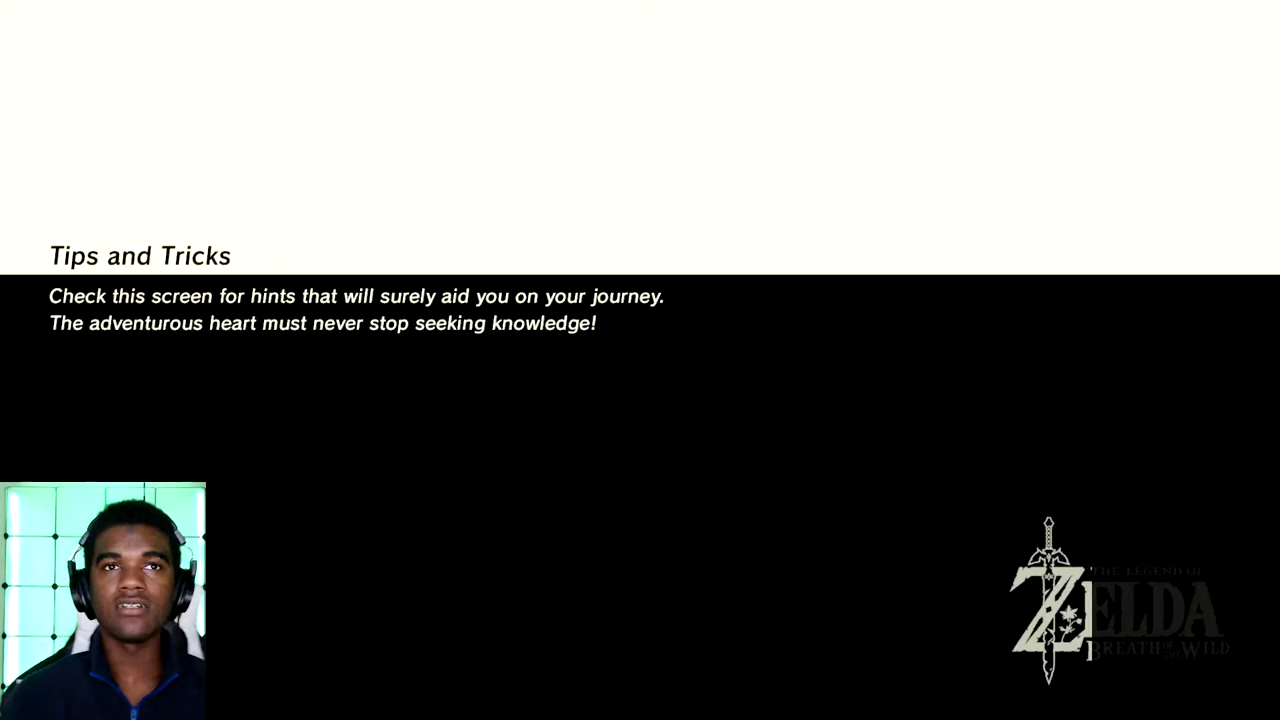 Tips and Tricks
Check this screen for hints that will surely aid you on your journey.
The adventurous heart must never stop seeking knowledge!
THE LEGEND OF
ZELDA
BREATH OF THE WILD